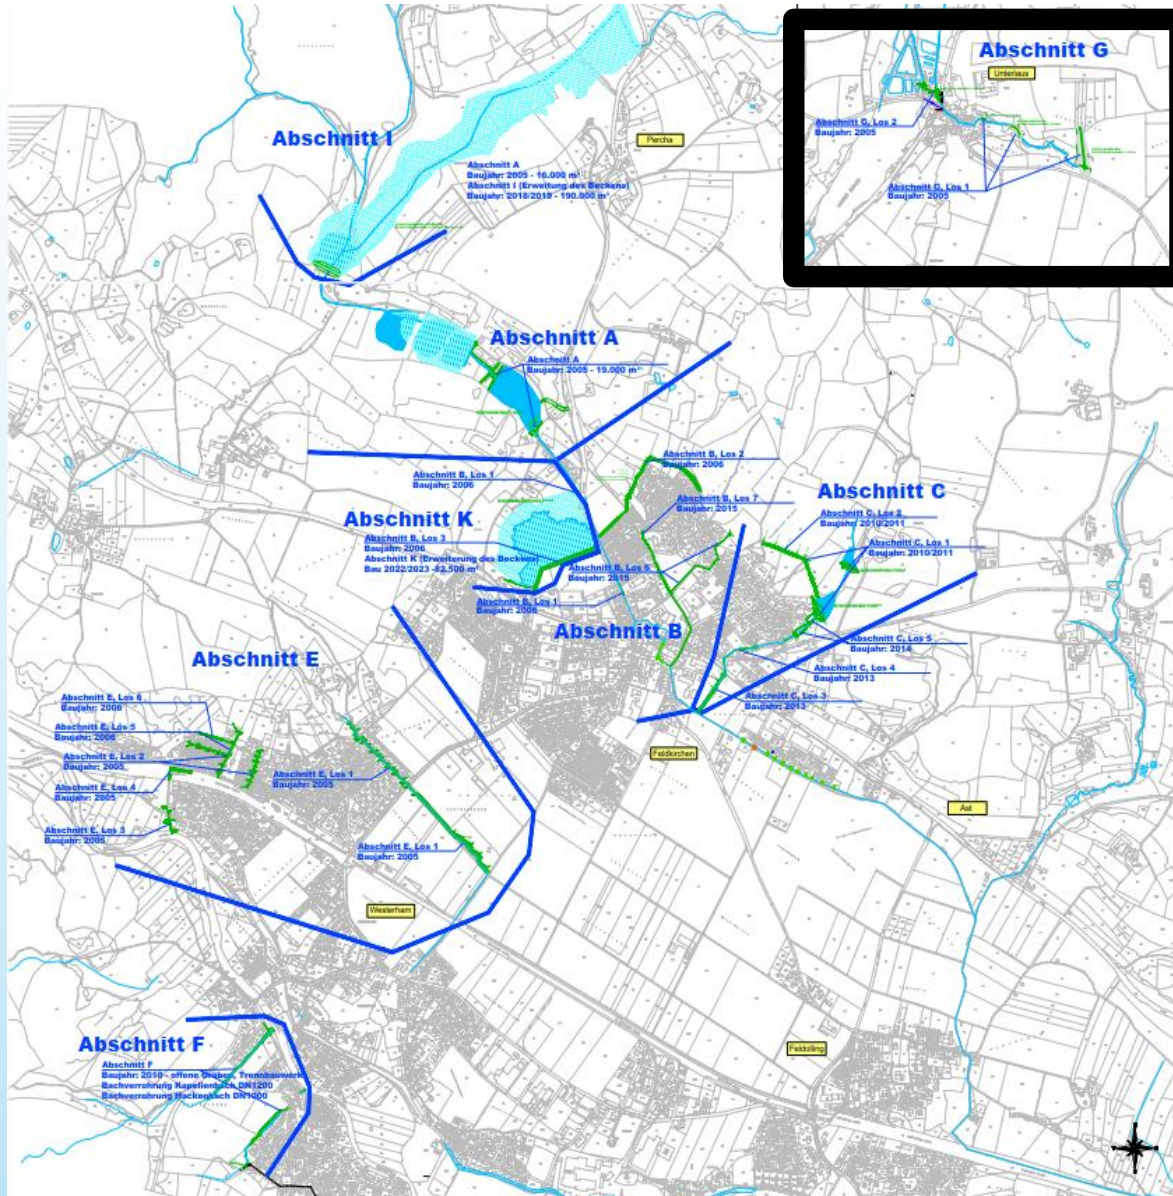 Abschnitt G
Unterlaus
Abschnitt G, Los 2
Baujahr: 2005
Abschnitt G, Los 1
Baujahr: 2005
Abschnitt I
Percha
Abschnitt A
Baujahr: 2005 - 16.000 m³
Abschnitt I (Erweitung des Beckens)
Baujahr: 2018/2019 - 190.000 m³
Abschnitt A
Abschnitt A
Baujahr: 2005 - 19.000 m³
Abschnitt B, Los 2
Baujahr: 2006
Abschnitt B, Los 1
Baujahr: 2006
Abschnitt B, Los 7
Baujahr: 2015
Abschnitt C
Abschnitt C, Los 2
Baujahr: 2010/2011
Abschnitt K
Abschnitt B, Los 3
Baujahr: 2006
Abschnitt K (Erweiterung des Beckens)
Bau 2022/2023 -82.500 m³
Abschnitt C, Los 1
Baujahr: 2010/2011
Abschnitt B, Los 6
Baujahr: 2015
Abschnitt B, Los 1
Baujahr: 2006
Abschnitt B
Abschnitt C, Los 5
Baujahr: 2014
Abschnitt C, Los 4
Baujahr: 2013
Abschnitt C, Los 3
Baujahr: 2013
Abschnitt E
Abschnitt E, Los 6
Baujahr: 2006
Abschnitt E, Los 5
Baujahr: 2006
Abschnitt E, Los 2
Baujahr: 2005
Abschnitt E, Los 4
Baujahr: 2005
Abschnitt E, Los 3
Baujahr: 2005
Abschnitt E, Los 1
Baujahr: 2005
Abschnitt E, Los 1
Baujahr: 2005
Feldkirchen
Ast
Westerham
Feldolling
Abschnitt F
Abschnitt F
Baujahr: 2010 - offene Gräben, Trennbauwerk
Bachverrohrung Kapellenbach DN1200
Bachverrohrung Hackenbach DN1000